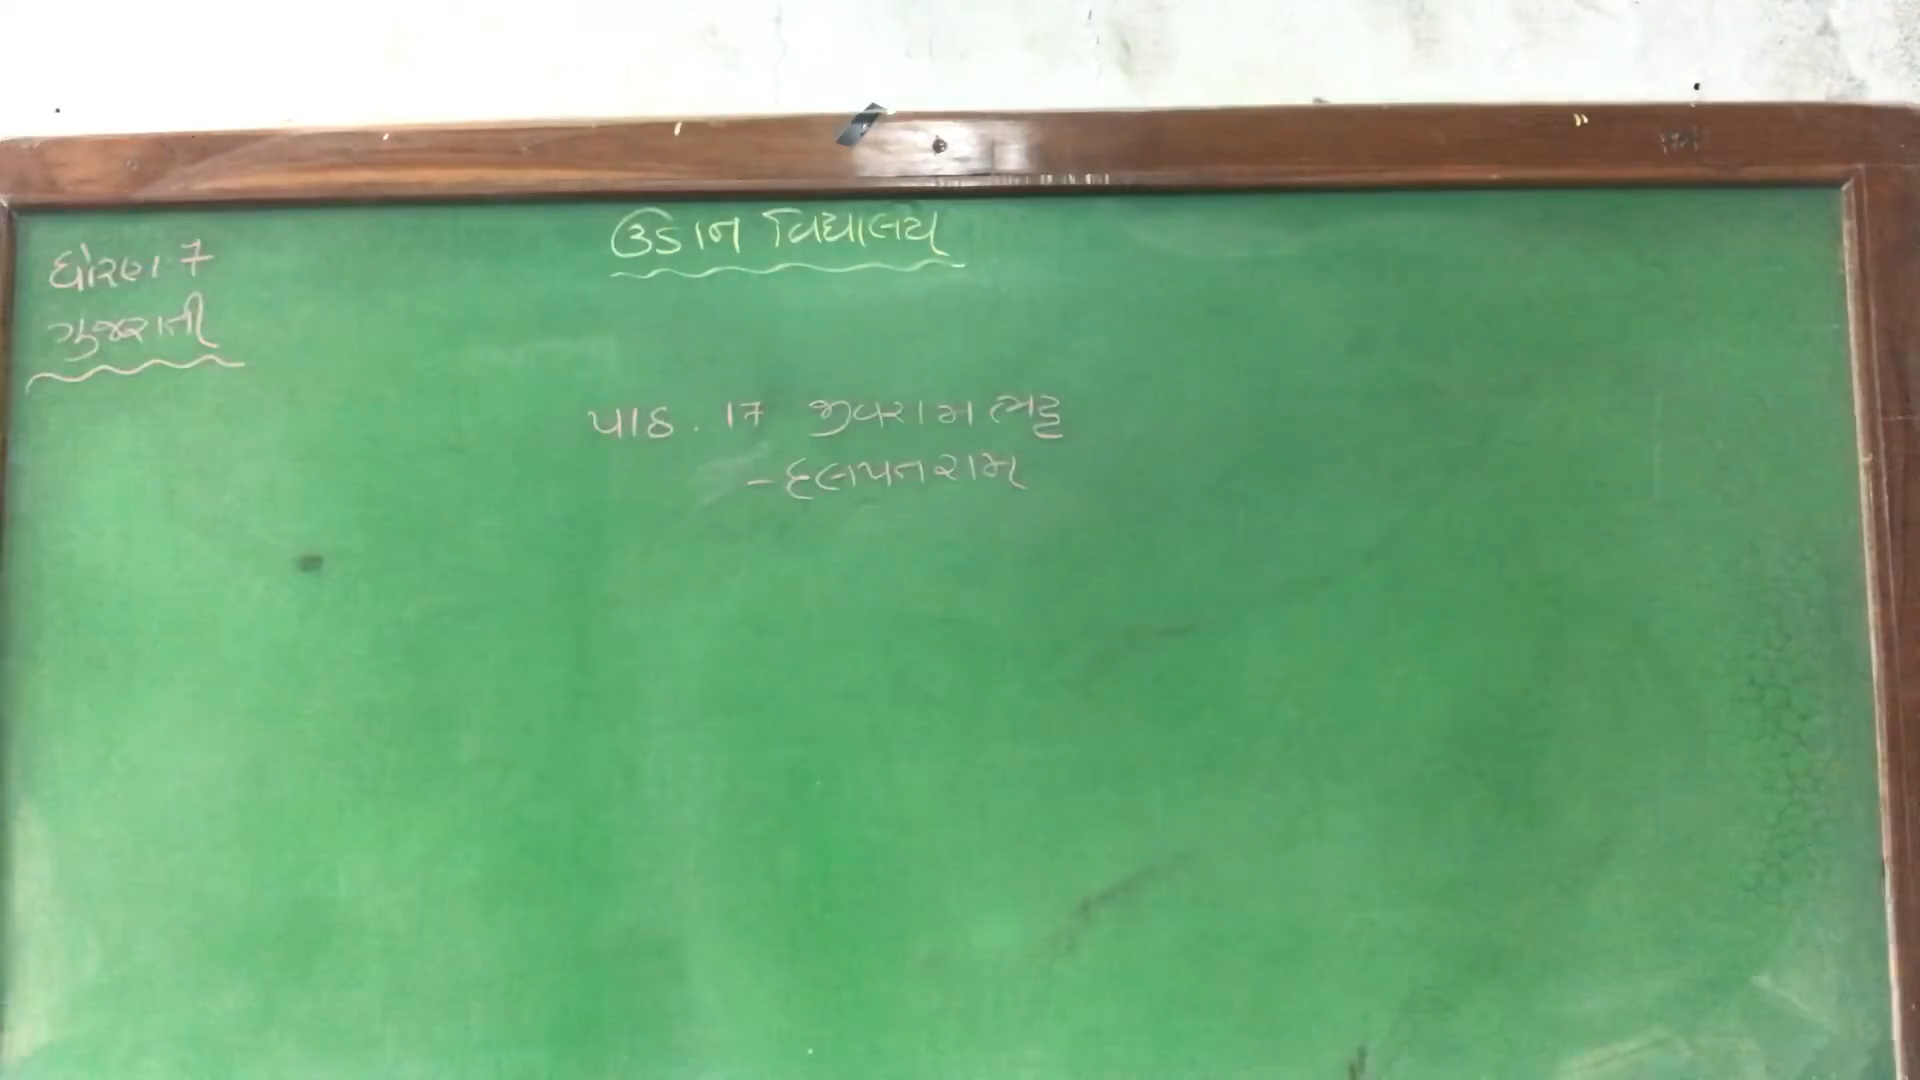 ઉડાન વિદ્યાલય
ધોરણ 7
ગુજરાતી
પાઠ. 17 જીવરામ ભટ્ટ
- દલપતરામ